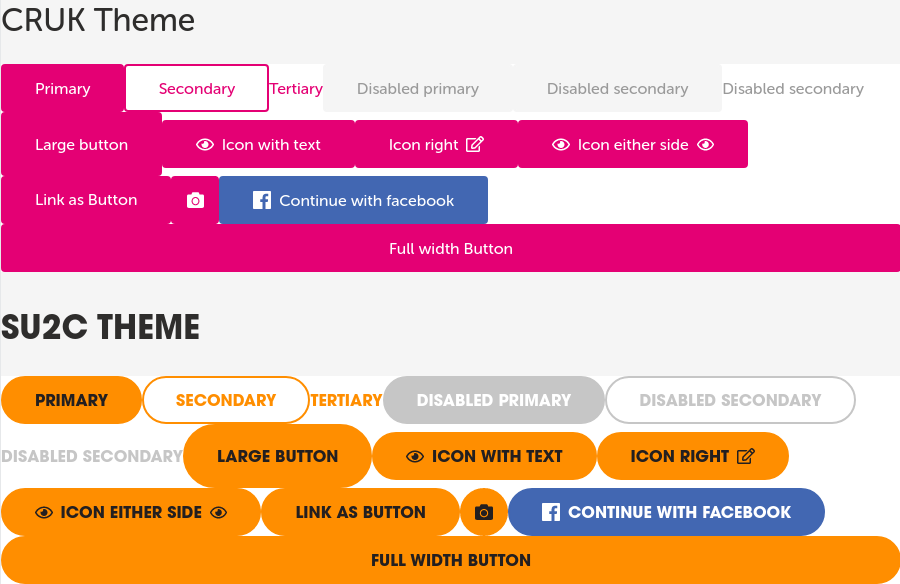 CRUK Theme
Primary Secondary Tertiary Disabled primary Disabled secondary Disabled secondary
Large button Icon with text Icon right Icon either side
Link as Button Continue with facebook
Full width Button
SU2C THEME
PRIMARY SECONDARY TERTIARY DISABLED PRIMARY DISABLED SECONDARY
DISABLED SECONDARY LARGE BUTTON ICON WITH TEXT ICON RIGHT
ICON EITHER SIDE LINK AS BUTTON CONTINUE WITH FACEBOOK
FULL WIDTH BUTTON